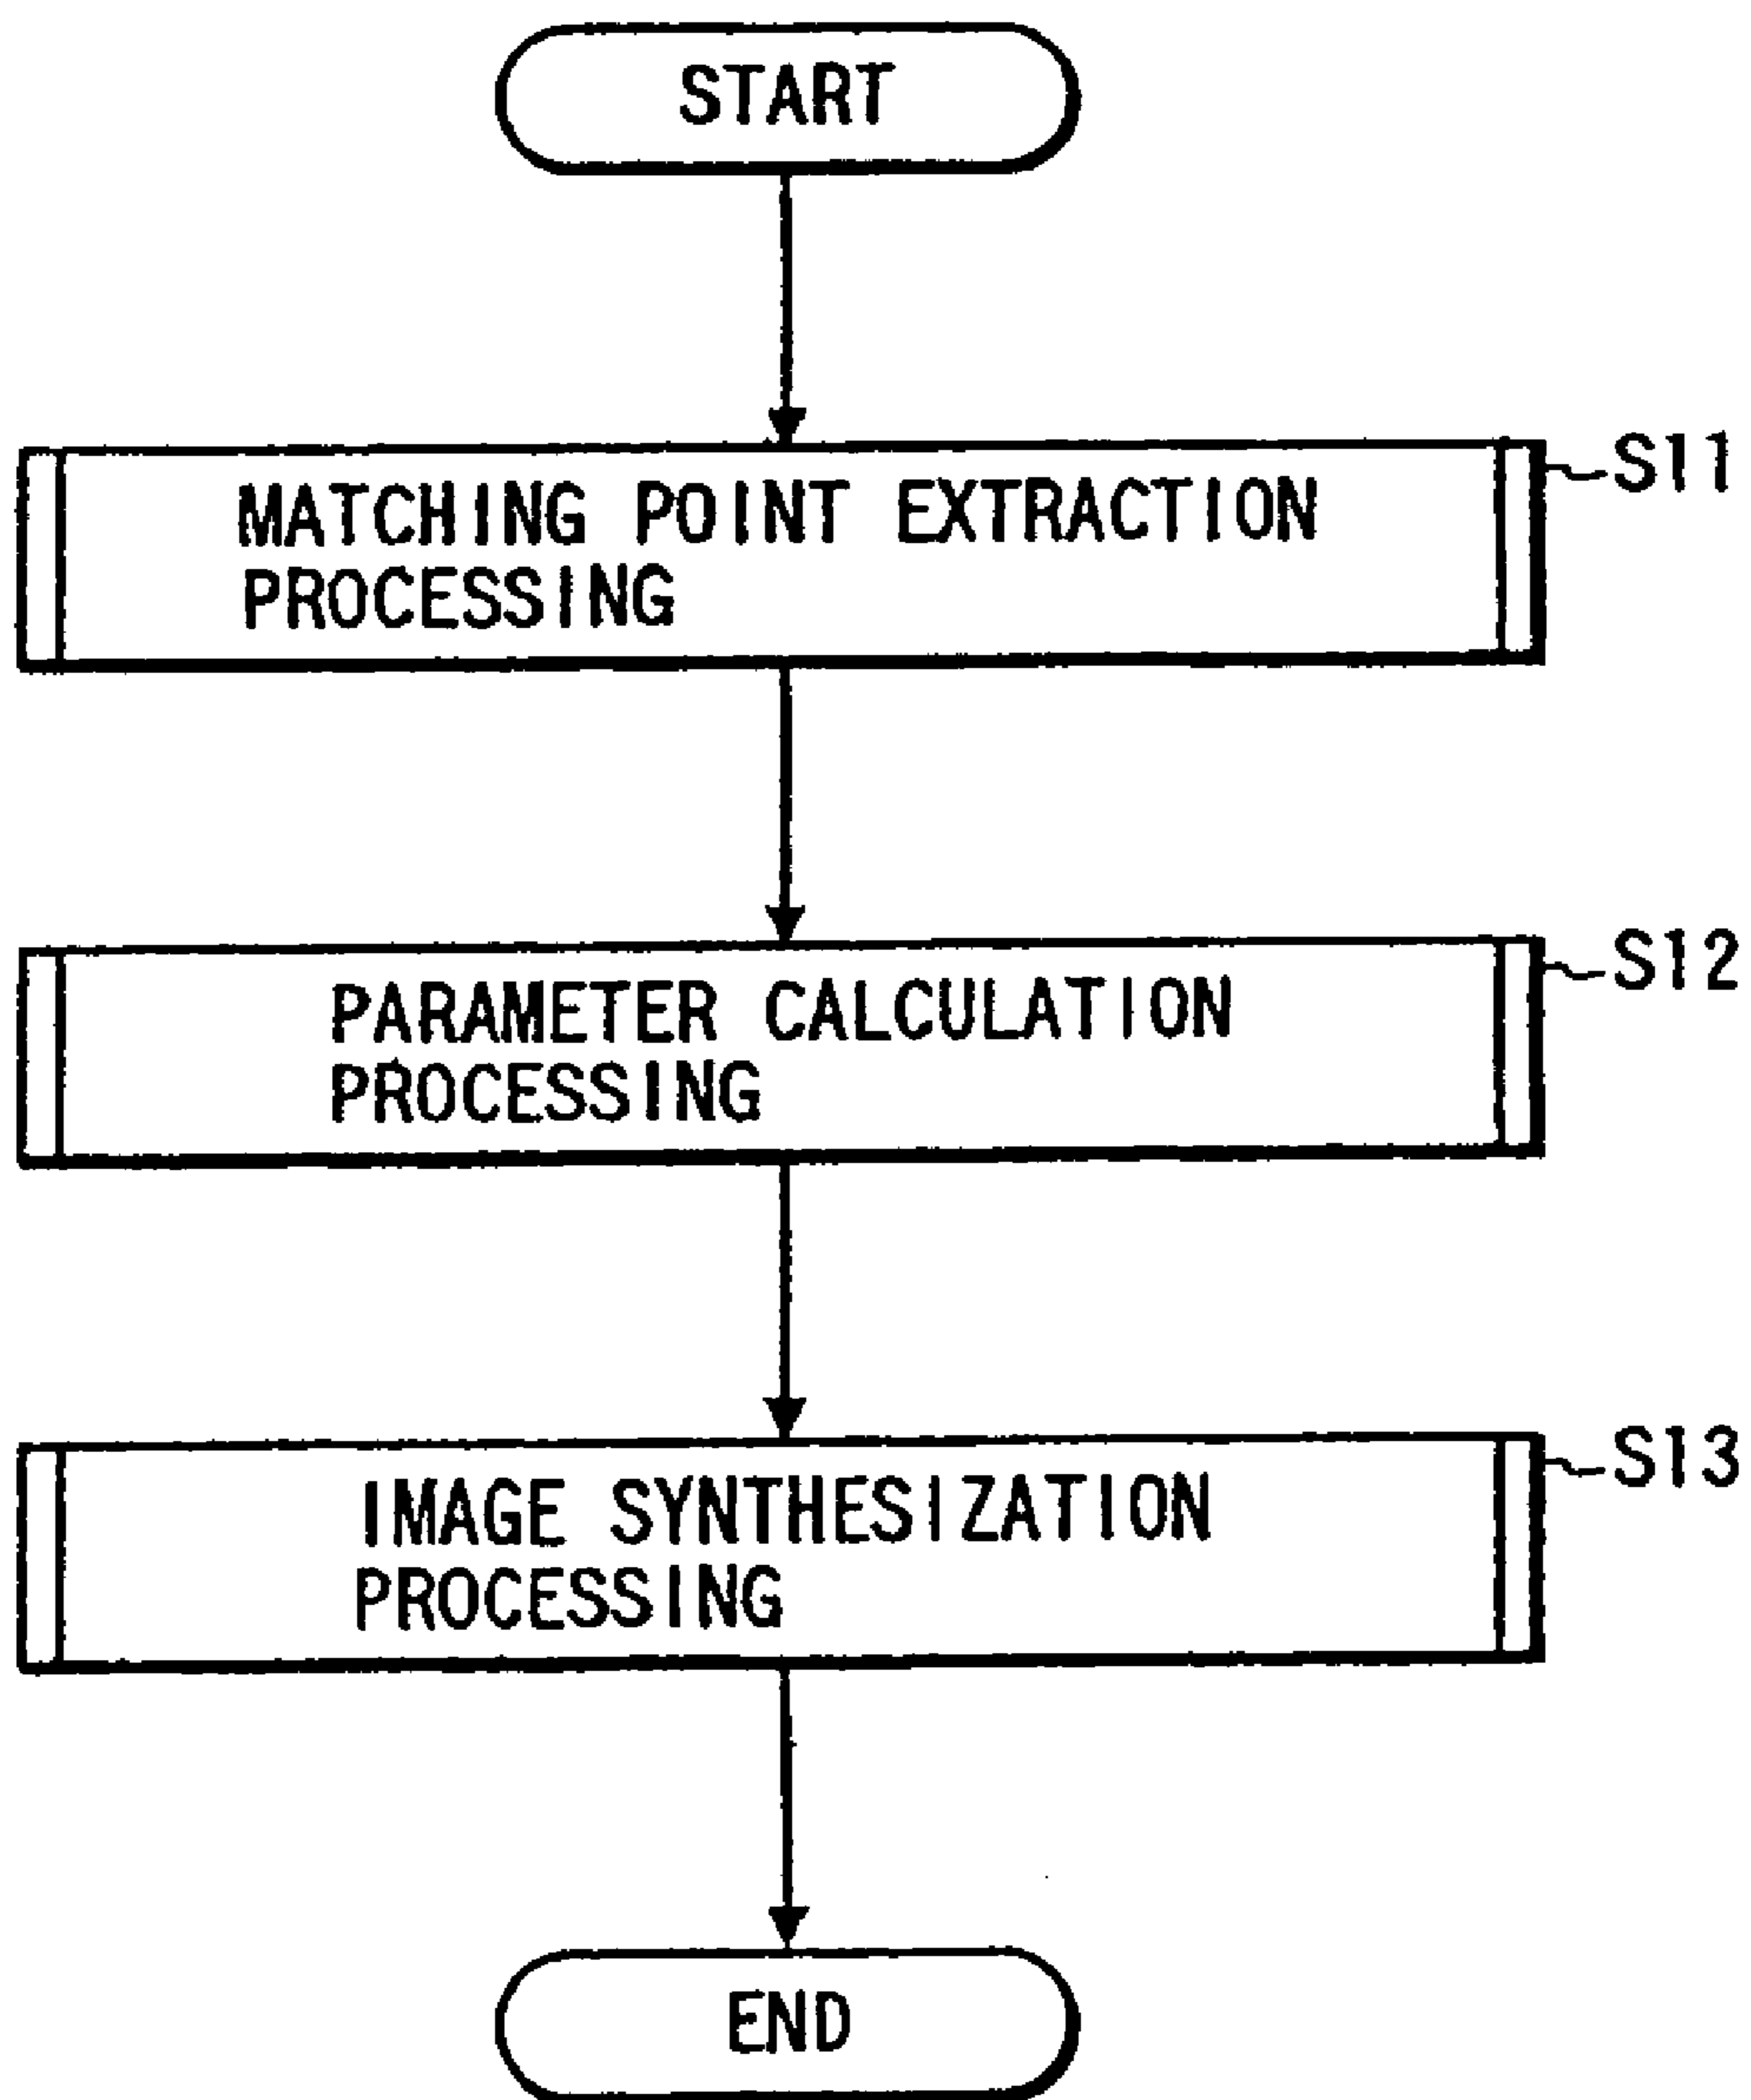 START
MATCHING POINT EXTRACTION
PROCESSING
S11
PARAMETER CALCULATION
PROCESSING
S12
IMAGE SYNTHESIZATION
PROCESSING
S13
END